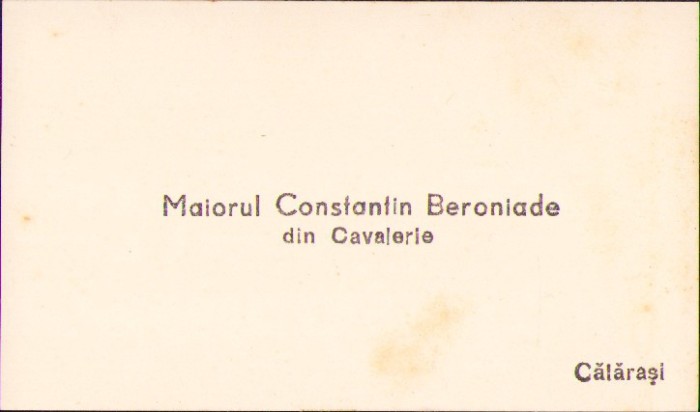 Maiorul Constantin Beroniade
din Cavalerie
Călărași